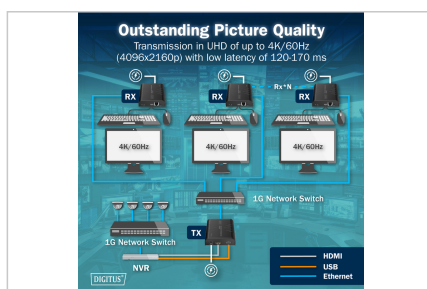 Outstanding Picture Quality
Transmission in UHD of up to 4K/60Hz
(4096x2160p) with low latency of 120-170 ms
RX
RX
Rx*N
RX
4K/60Hz
4K/60Hz
4K/60Hz
1G Network Switch
TX
1G Network Switch
NVR
HDMI
USB
Ethernet
DIGITUS